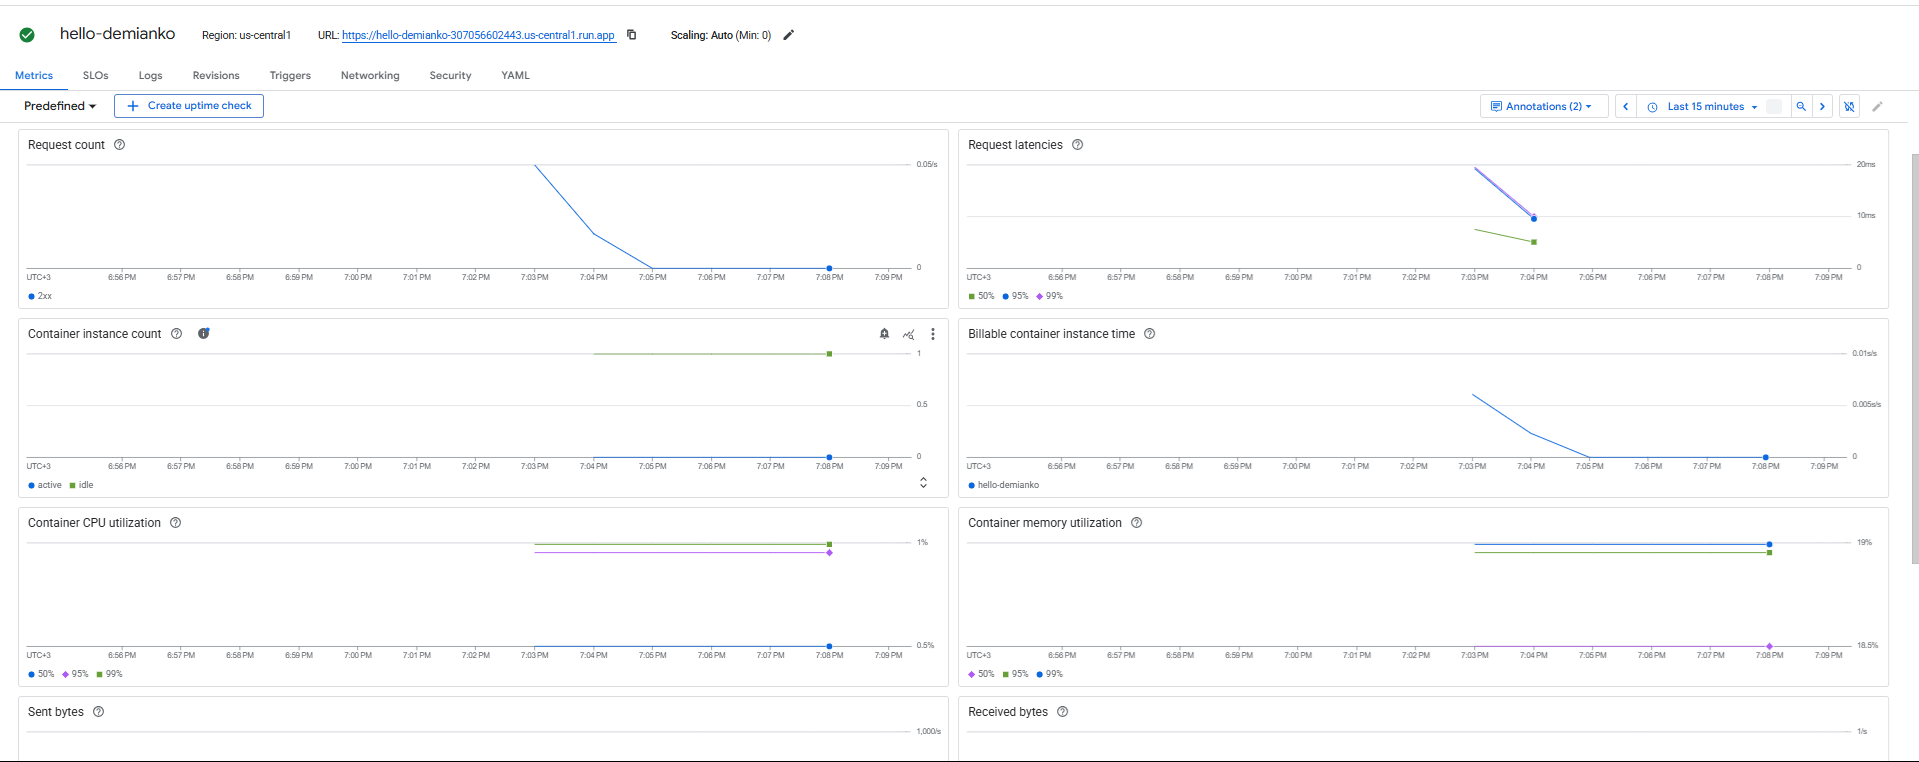 hello-demianko Region: us-central1 URL: https://hello-demianko-307056602443.us-central1.run.app Scaling: Auto (Min: 0)
Metrics SLOs Logs Revisions Triggers Networking Security YAML
Predefined Create uptime check Annotations (2) Last 15 minutes
Request count
0.05/s
0
UTC+3 6:56 PM 6:57 PM 6:58 PM 6:59 PM 7:00 PM 7:01 PM 7:02 PM 7:03 PM 7:04 PM 7:05 PM 7:06 PM 7:07 PM 7:08 PM 7:09 PM
2xx
Request latencies
20ms
10ms
0
UTC+3 6:56 PM 6:57 PM 6:58 PM 6:59 PM 7:00 PM 7:01 PM 7:02 PM 7:03 PM 7:04 PM 7:05 PM 7:06 PM 7:07 PM 7:08 PM 7:09 PM
50% 95% 99%
Container instance count
1
0.5
0
UTC+3 6:56 PM 6:57 PM 6:58 PM 6:59 PM 7:00 PM 7:01 PM 7:02 PM 7:03 PM 7:04 PM 7:05 PM 7:06 PM 7:07 PM 7:08 PM 7:09 PM
active idle
Billable container instance time
0.01s/s
0.005s/s
0
UTC+3 6:56 PM 6:57 PM 6:58 PM 6:59 PM 7:00 PM 7:01 PM 7:02 PM 7:03 PM 7:04 PM 7:05 PM 7:06 PM 7:07 PM 7:08 PM 7:09 PM
hello-demianko
Container CPU utilization
1%
0.5%
UTC+3 6:56 PM 6:57 PM 6:58 PM 6:59 PM 7:00 PM 7:01 PM 7:02 PM 7:03 PM 7:04 PM 7:05 PM 7:06 PM 7:07 PM 7:08 PM 7:09 PM
50% 95% 99%
Container memory utilization
19%
18.5%
UTC+3 6:56 PM 6:57 PM 6:58 PM 6:59 PM 7:00 PM 7:01 PM 7:02 PM 7:03 PM 7:04 PM 7:05 PM 7:06 PM 7:07 PM 7:08 PM 7:09 PM
50% 95% 99%
Sent bytes
1,000/s
Received bytes
1/s